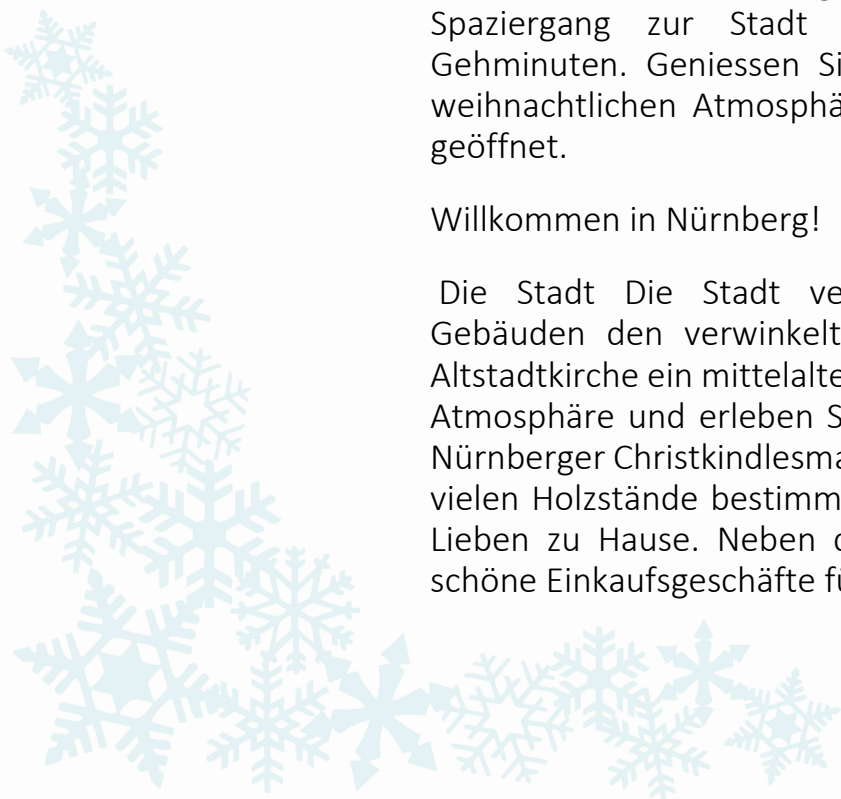 Spaziergang zur Stadt
Gehminuten. Geniessen Si
weihnachtlichen Atmosphä
geöffnet.
Willkommen in Nürnberg!
Die Stadt Die Stadt ve
Gebäuden den verwinkelt
Altstadtkirche ein mittelalte
Atmosphäre und erleben S
Nürnberger Christkindlesma
vielen Holzstände bestimm
Lieben zu Hause. Neben d
schöne Einkaufsgeschäfte fü